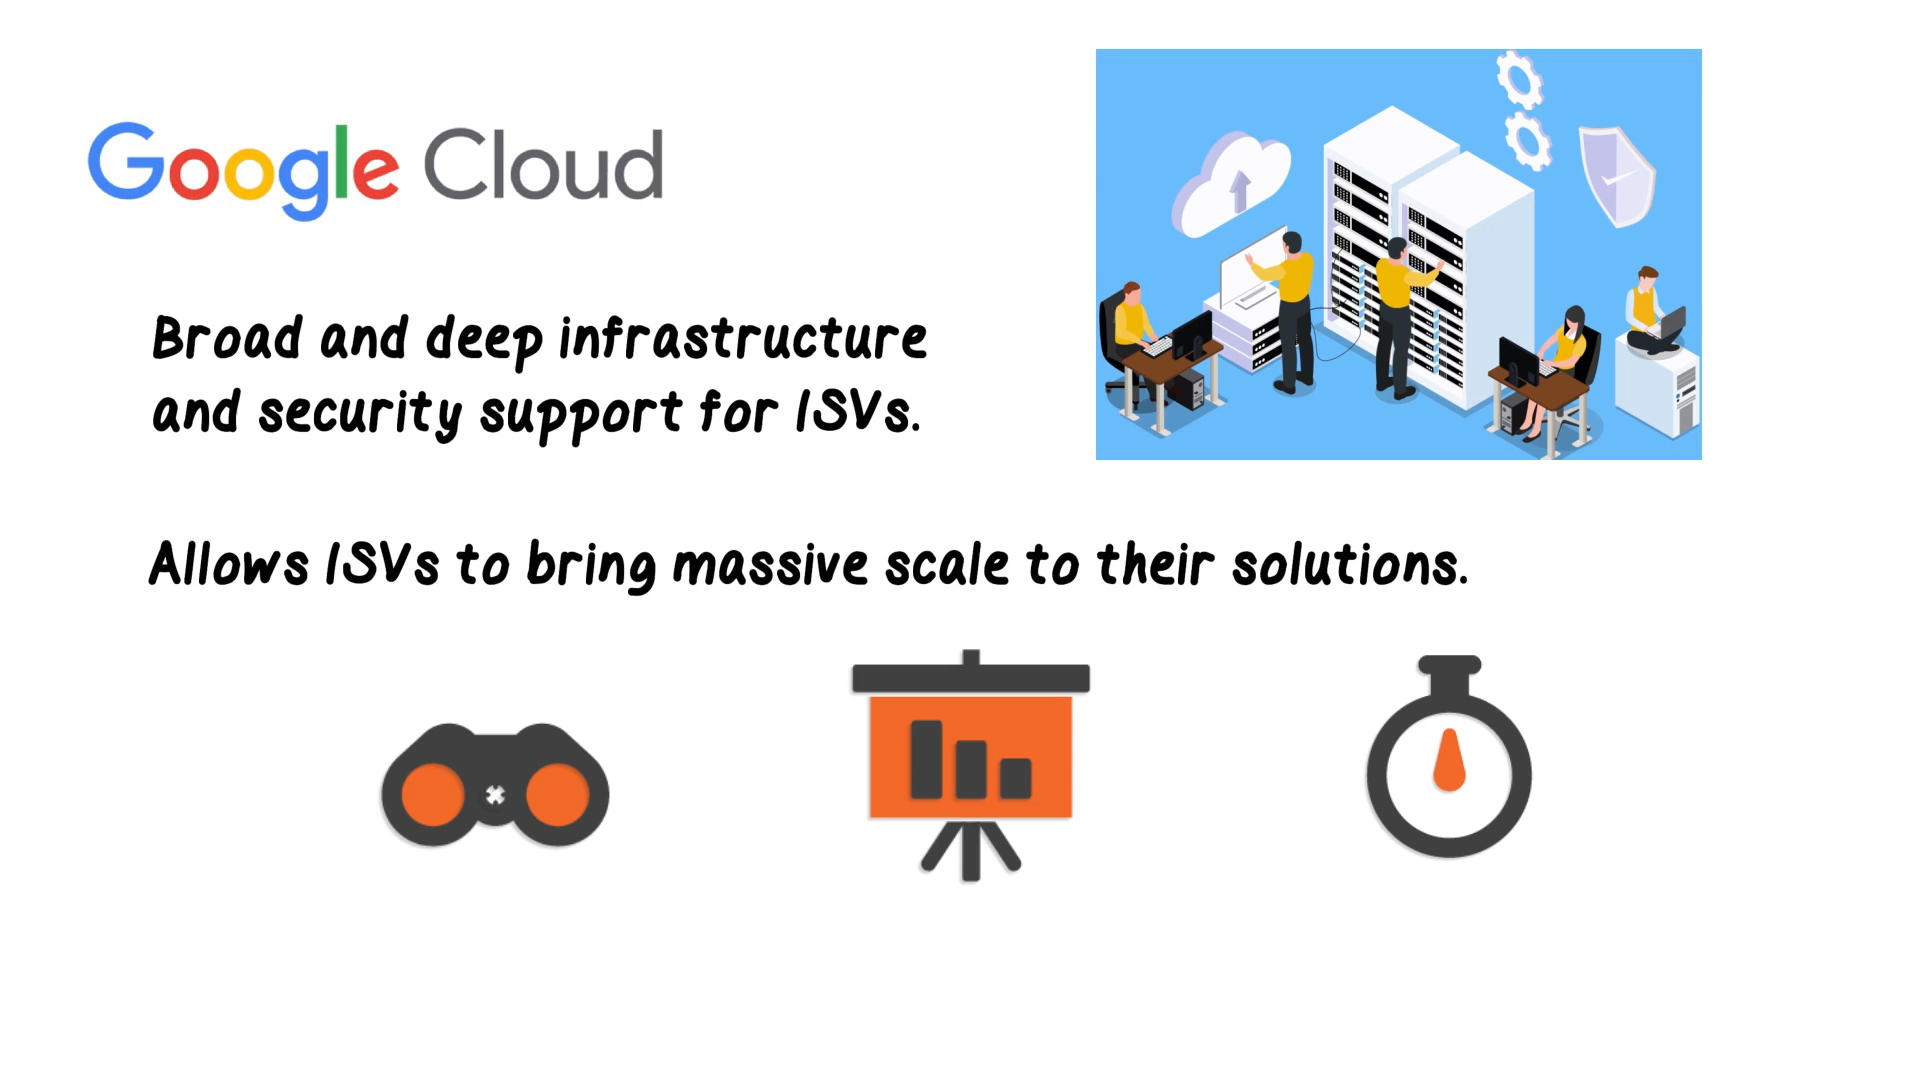 Google Cloud
Broad and deep infrastructure
and security support for ISVs.
Allows ISVs to bring massive scale to their solutions.